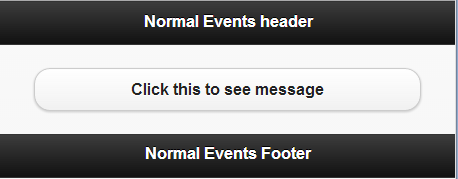 Normal Events header
Click this to see message
Normal Events Footer